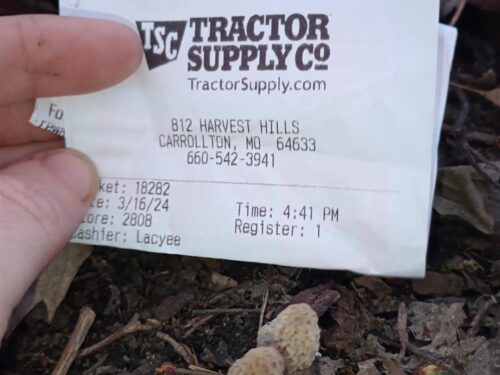 TSC TRACTOR
SUPPLY CO
TractorSupply.com
Fo
812 HARVEST HILLS
CARROLLTON, MO 64633
660-542-3941
ket: 18282
te: 3/16/24 Time: 4:41 PM
ore: 2808 Register: 1
ashier: Lacyee